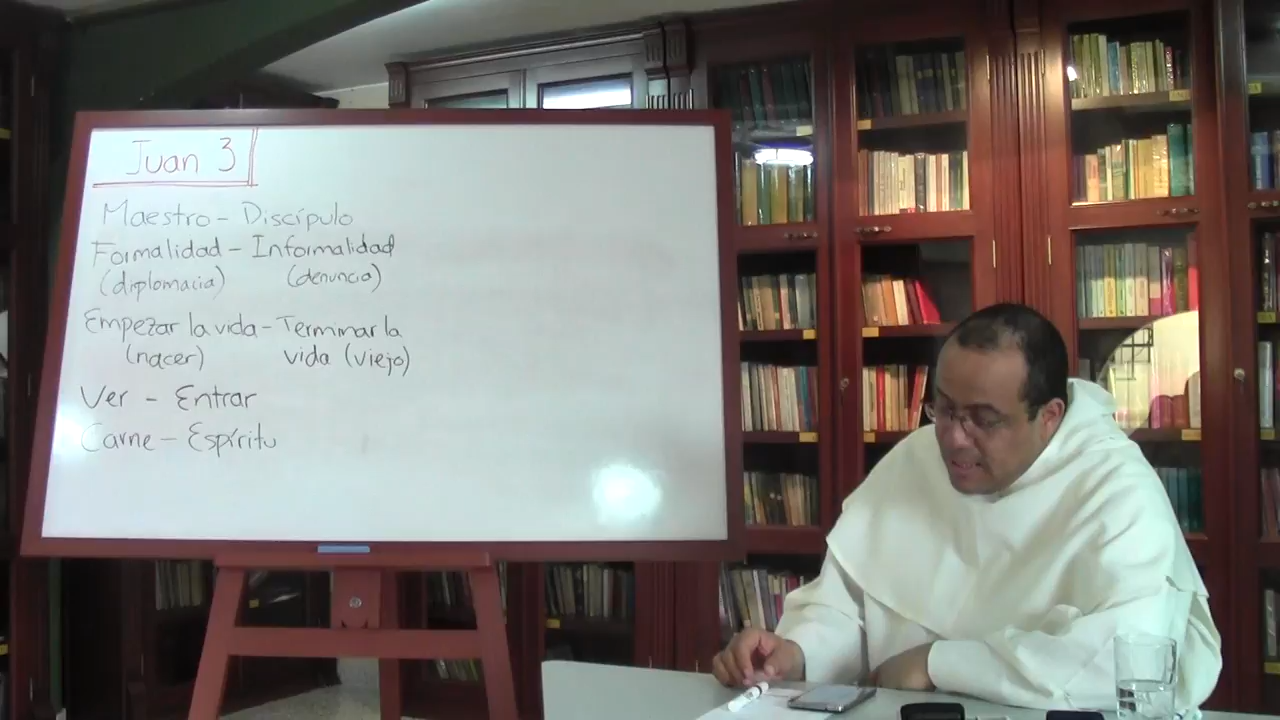 Juan 3
Maestro - Discípulo
Formalidad - Informalidad
(diplomacia) (denuncia)
Empezar la vida - Terminar la
(nacer) vida (viejo)
Ver - Entrar
Carne - Espíritu